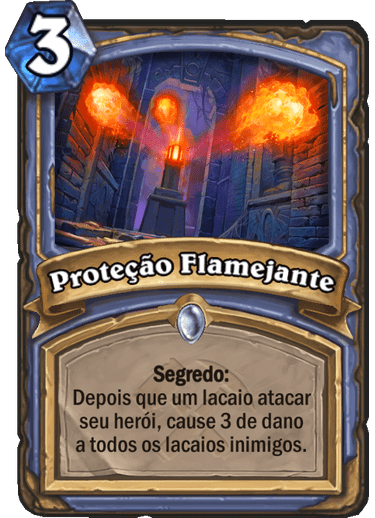 3
Proteção Flamejante
Segredo:
Depois que um lacaio atacar
seu herói, cause 3 de dano
a todos os lacaios inimigos.